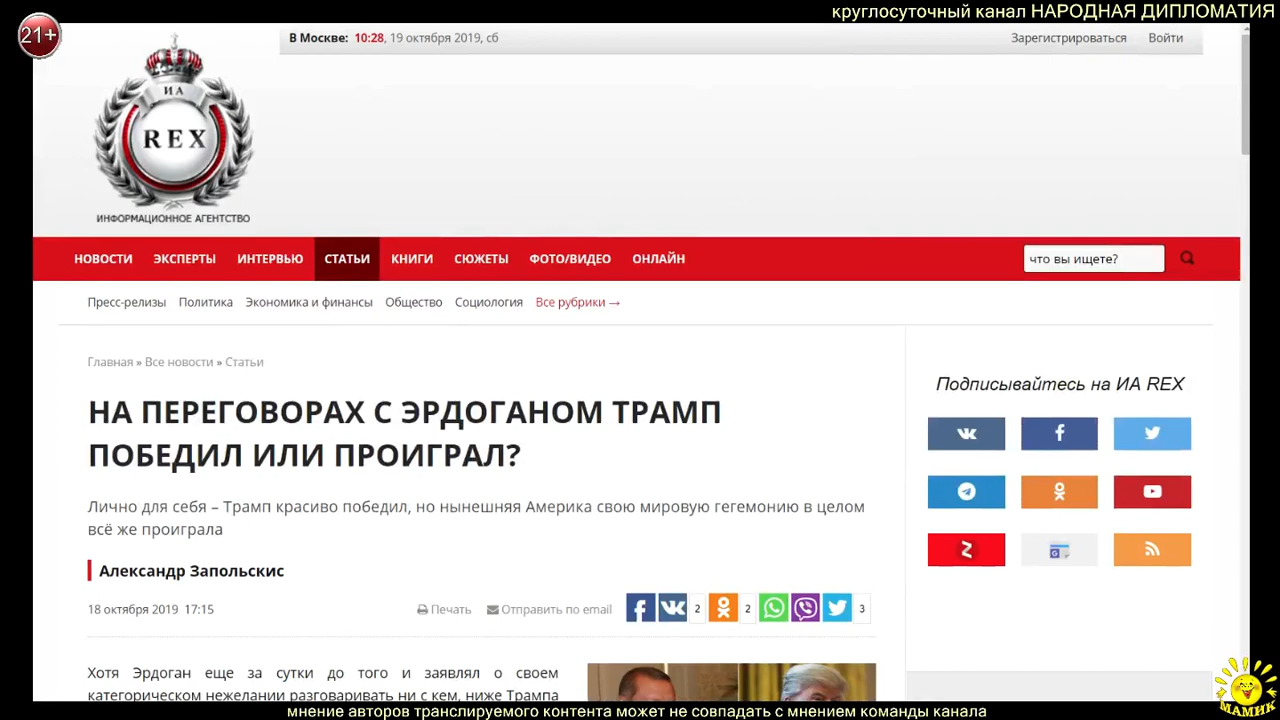 круглосуточный канал НАРОДНАЯ ДИПЛОМАТИЯ
21+
В Москве: 10:28, 19 октября 2019, сб
Зарегистрироваться Войти
ИА
REX
ИНФОРМАЦИОННОЕ АГЕНТСТВО
НОВОСТИ ЭКСПЕРТЫ ИНТЕРВЬЮ СТАТЬИ КНИГИ СЮЖЕТЫ ФОТО/ВИДЕО ОНЛАЙН
что вы ищете?
Пресс-релизы Политика Экономика и финансы Общество Социология Все рубрики →
Главная » Все новости » Статьи
НА ПЕРЕГОВОРАХ С ЭРДОГАНОМ ТРАМП
ПОБЕДИЛ ИЛИ ПРОИГРАЛ?
Лично для себя – Трамп красиво победил, но нынешняя Америка свою мировую гегемонию в целом
всё же проиграла
Александр Запольскис
18 октября 2019 17:15
Печать Отправить по email
2 2 3
Хотя Эрдоган еще за сутки до того и заявлял о своем
категорическом нежелании разговаривать ни с кем, ниже Трампа
Подписывайтесь на ИА REX
МАМИК
мнение авторов транслируемого контента может не совпадать с мнением команды канала